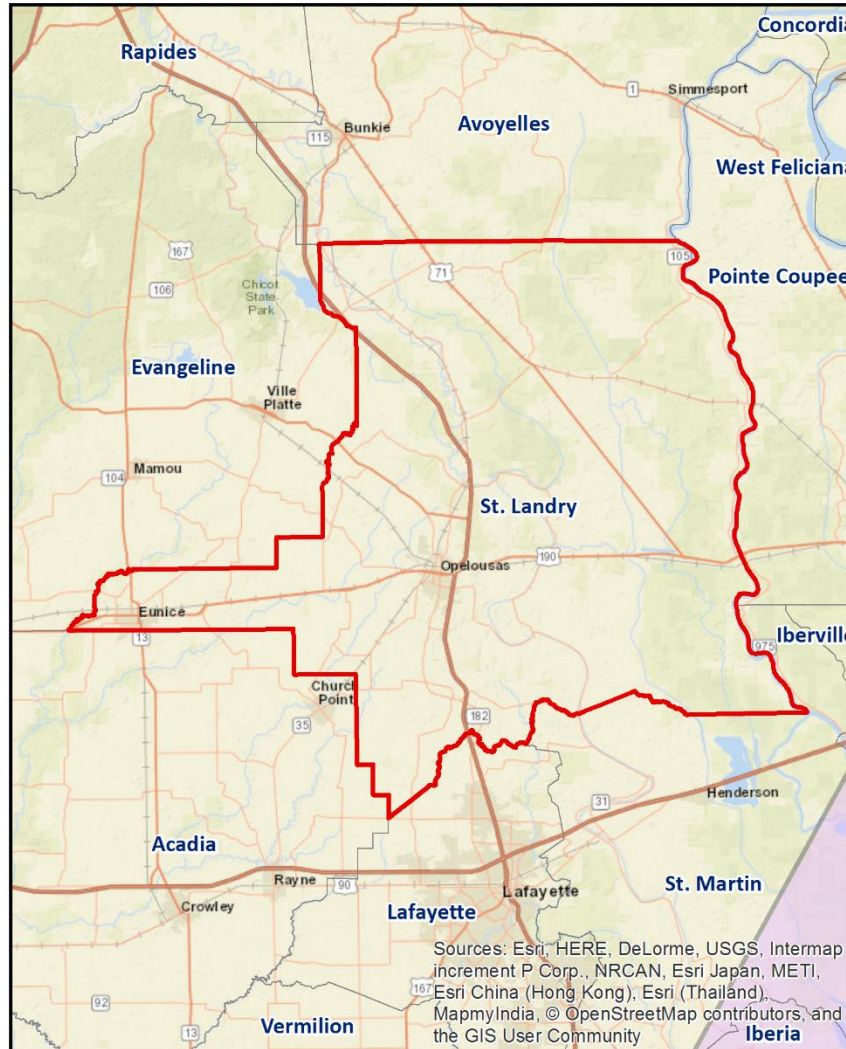 Concordia
Rapides
1
Simmesport
Avoyelles
Bunkie
115
West Feliciana
167
105
Pointe Coupee
71
Chicot
State
Park
106
Evangeline
Ville
Platte
Mamou
104
St. Landry
190
Opelousas
Eunice
13
Iberville
975
Church
Point
182
35
Henderson
31
Acadia
Rayne
90
St. Martin
Lafayette
Crowley
Lafayette
Sources: Esri, HERE, DeLorme, USGS, Intermap
increment P Corp., NRCAN, Esri Japan, METI,
Esri China (Hong Kong), Esri (Thailand),
MapmyIndia, © OpenStreetMap contributors, and
the GIS User Community
167
92
13
Vermilion
Iberia